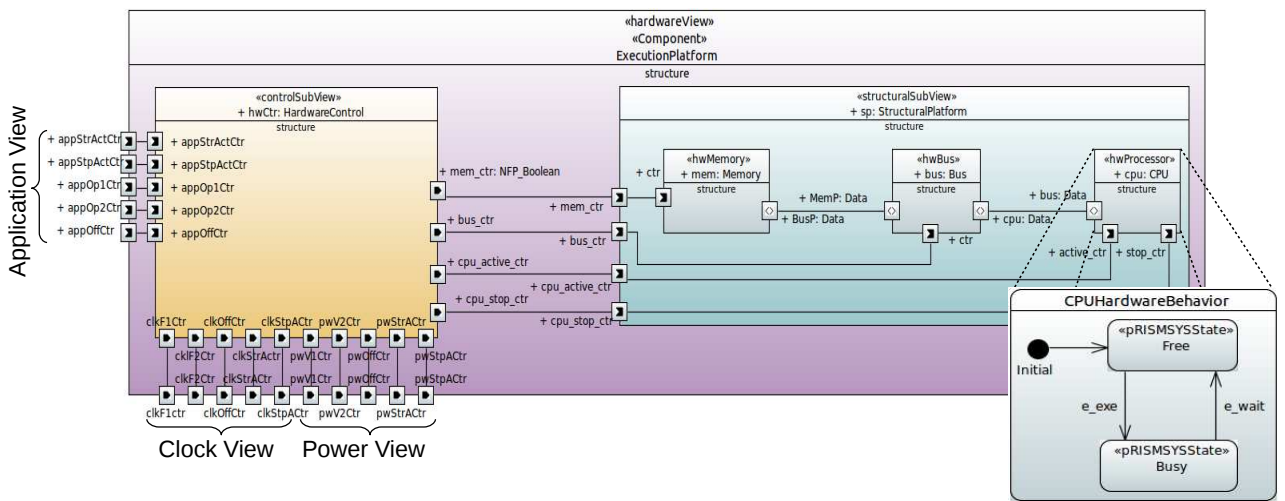 «hardwareView»
«Component»
ExecutionPlatform
structure
«controlSubView»
+ hwCtr: HardwareControl
structure
Application View
+ appStrActCtr
+ appStpActCtr
+ appOp1Ctr
+ appOp2Ctr
+ appOffCtr
+ appStrActCtr
+ appStpActCtr
+ appOp1Ctr
+ appOp2Ctr
+ appOffCtr
+ mem_ctr: NFP_Boolean
+ bus_ctr
+ cpu_active_ctr
+ cpu_stop_ctr
+ mem_ctr
+ bus_ctr
+ cpu_active_ctr
+ cpu_stop_ctr
«structuralSubView»
+ sp: StructuralPlatform
structure
+ ctr
«hwMemory»
+ mem: Memory
structure
+ MemP: Data
+ BusP: Data
«hwBus»
+ bus: Bus
structure
+ ctr
+ bus: Data
+ cpu: Data
«hwProcessor»
+ cpu: CPU
structure
+ active_ctr
+ stop_ctr
clkF1Ctr clkOffCtr clkStpACtr pwV2Ctr pwStrACtr
cklF2Ctr clkStrActr pwV1Ctr pwOffCtr pwStpACtr
clkF2Ctr clkStrACtr pwV1Ctr pwOffCtr pwStpACtr
clkF1ctr clkOffCtr clkStpACtr pwV2Ctr pwStrACtr
Clock View
Power View
CPUHardwareBehavior
Initial
«pRISMSYSState»
Free
e_exe
e_wait
«pRISMSYSState»
Busy